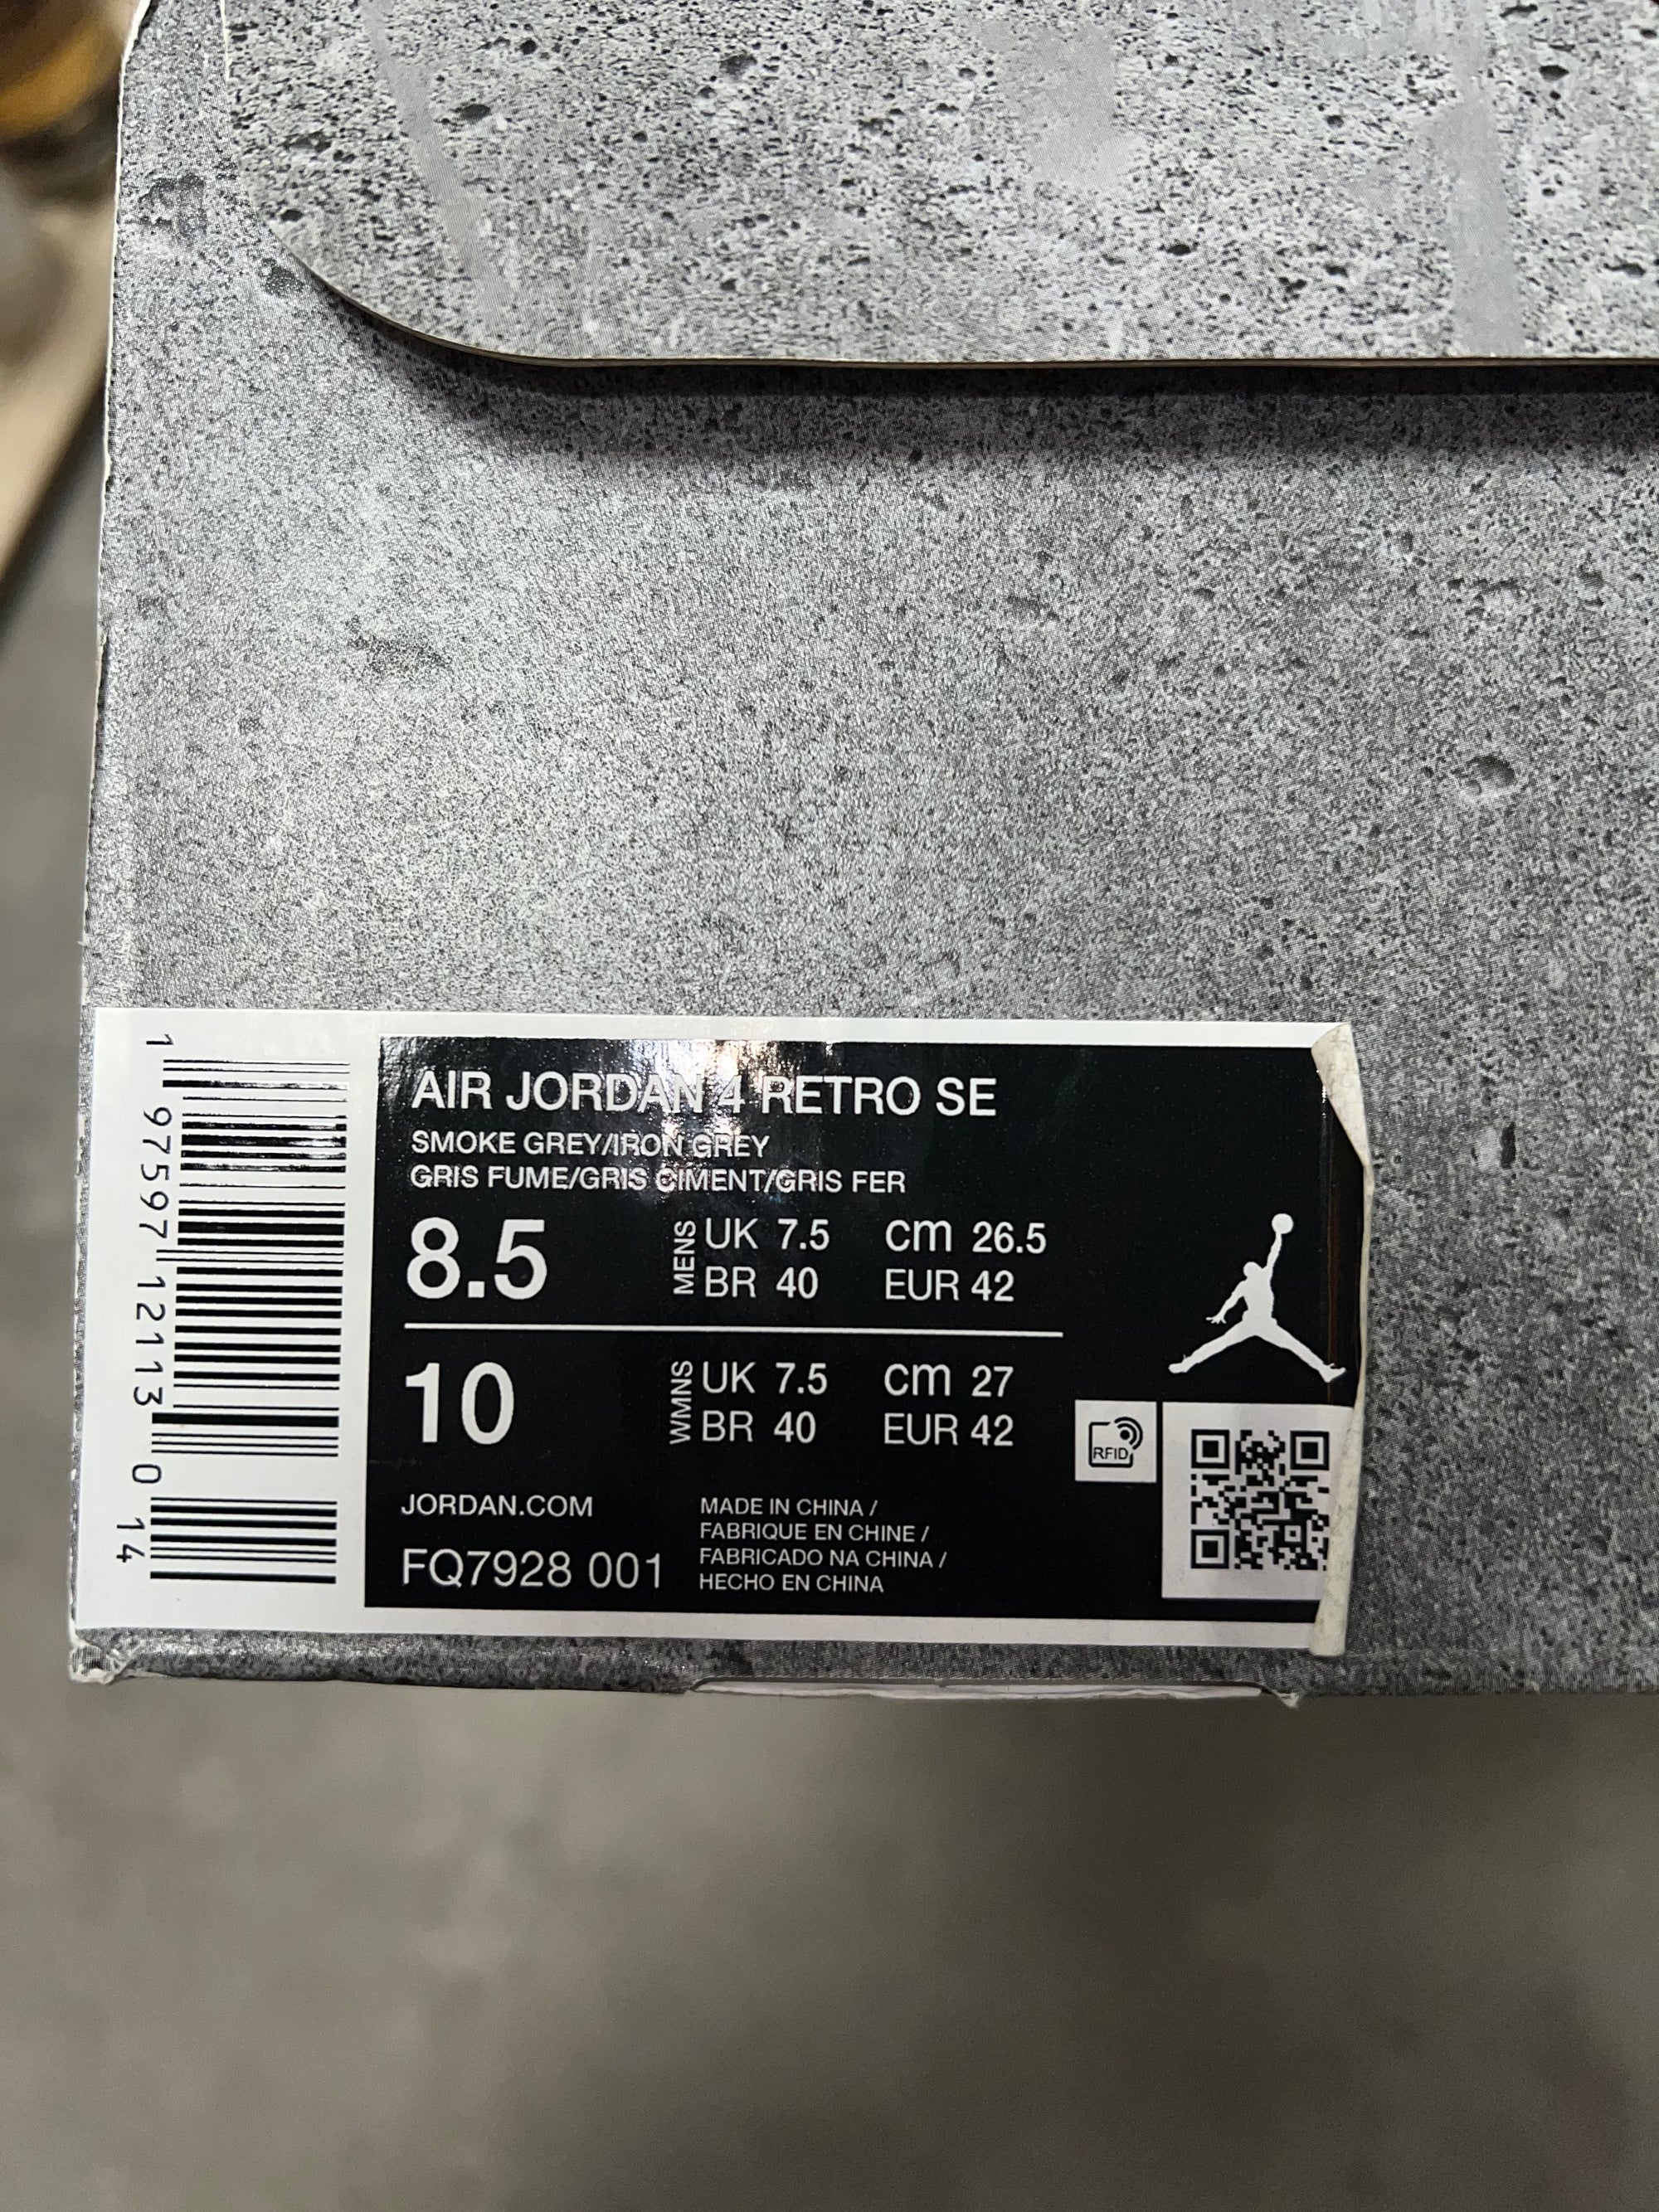 AIR JORDAN 4 RETRO SE
SMOKE GREY/IRON GREY
GRIS FUME/GRIS CIMENT/GRIS FER
8.5 MENS UK 7.5 cm 26.5
BR 40 EUR 42
10 WMNS UK 7.5 cm 27
BR 40 EUR 42
RFID
JORDAN.COM
FQ7928 001
MADE IN CHINA /
FABRIQUE EN CHINE /
FABRICADO NA CHINA /
HECHO EN CHINA
1 97597 12113 0 14